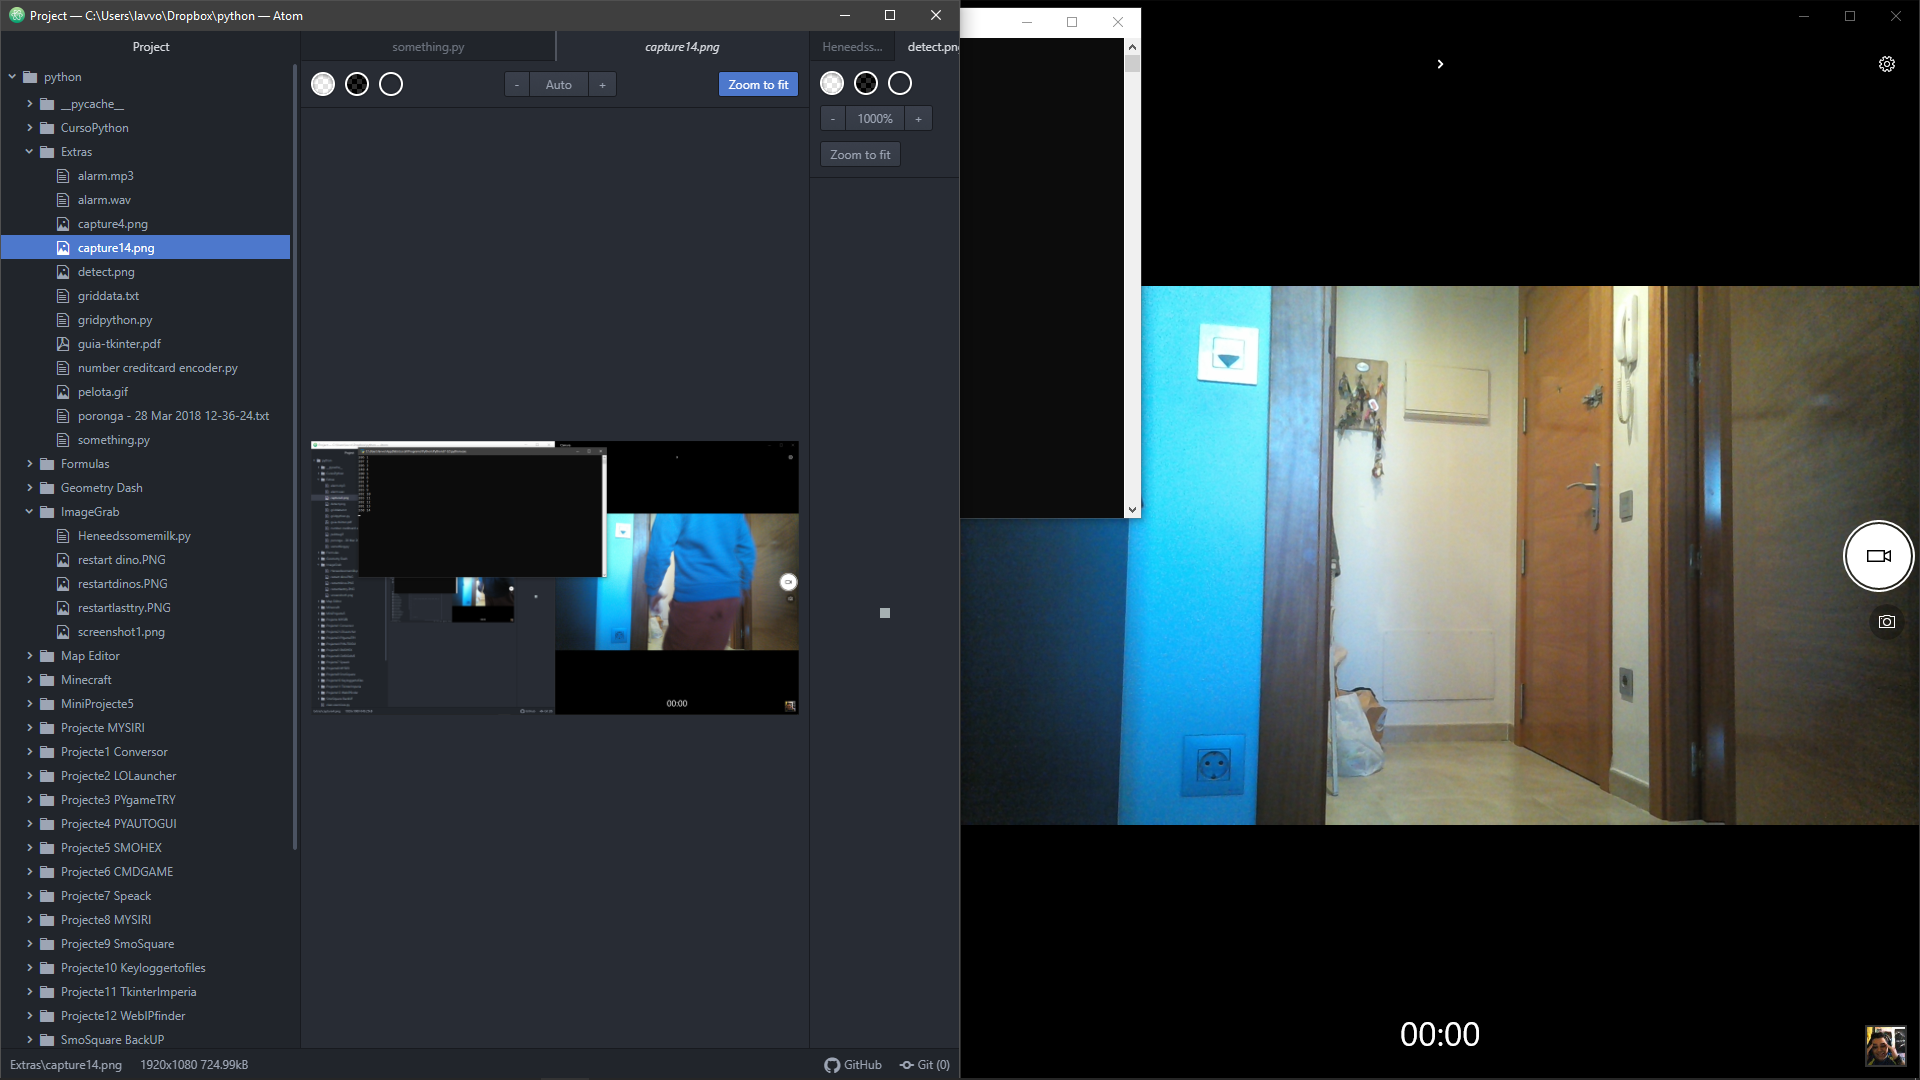 Project — C:\Users\lavvo\Dropbox\python — Atom
Project
something.py
capture14.png
Heneedss...
detect.pn
- Auto +
Zoom to fit
- 1000% +
Zoom to fit
python
__pycache__
CursoPython
Extras
alarm.mp3
alarm.wav
capture4.png
capture14.png
detect.png
griddata.txt
gridpython.py
guia-tkinter.pdf
number creditcard encoder.py
pelota.gif
poronga - 28 Mar 2018 12-36-24.txt
something.py
Formulas
Geometry Dash
ImageGrab
Heneedssomemilk.py
restart dino.PNG
restartdinos.PNG
restartlasttry.PNG
screenshot1.png
Map Editor
Minecraft
MiniProjecte5
Projecte MYSIRI
Projecte1 Conversor
Projecte2 LOLauncher
Projecte3 PYgameTRY
Projecte4 PYAUTOGUI
Projecte5 SMOHEX
Projecte6 CMDGAME
Projecte7 Speack
Projecte8 MYSIRI
Projecte9 SmoSquare
Projecte10 Keyloggertofiles
Projecte11 TkinterImperia
Projecte12 WebIPfinder
SmoSquare BackUP
00:00
Extras\capture14.png 1920x1080 724.99kB
GitHub
Git (0)
00:00